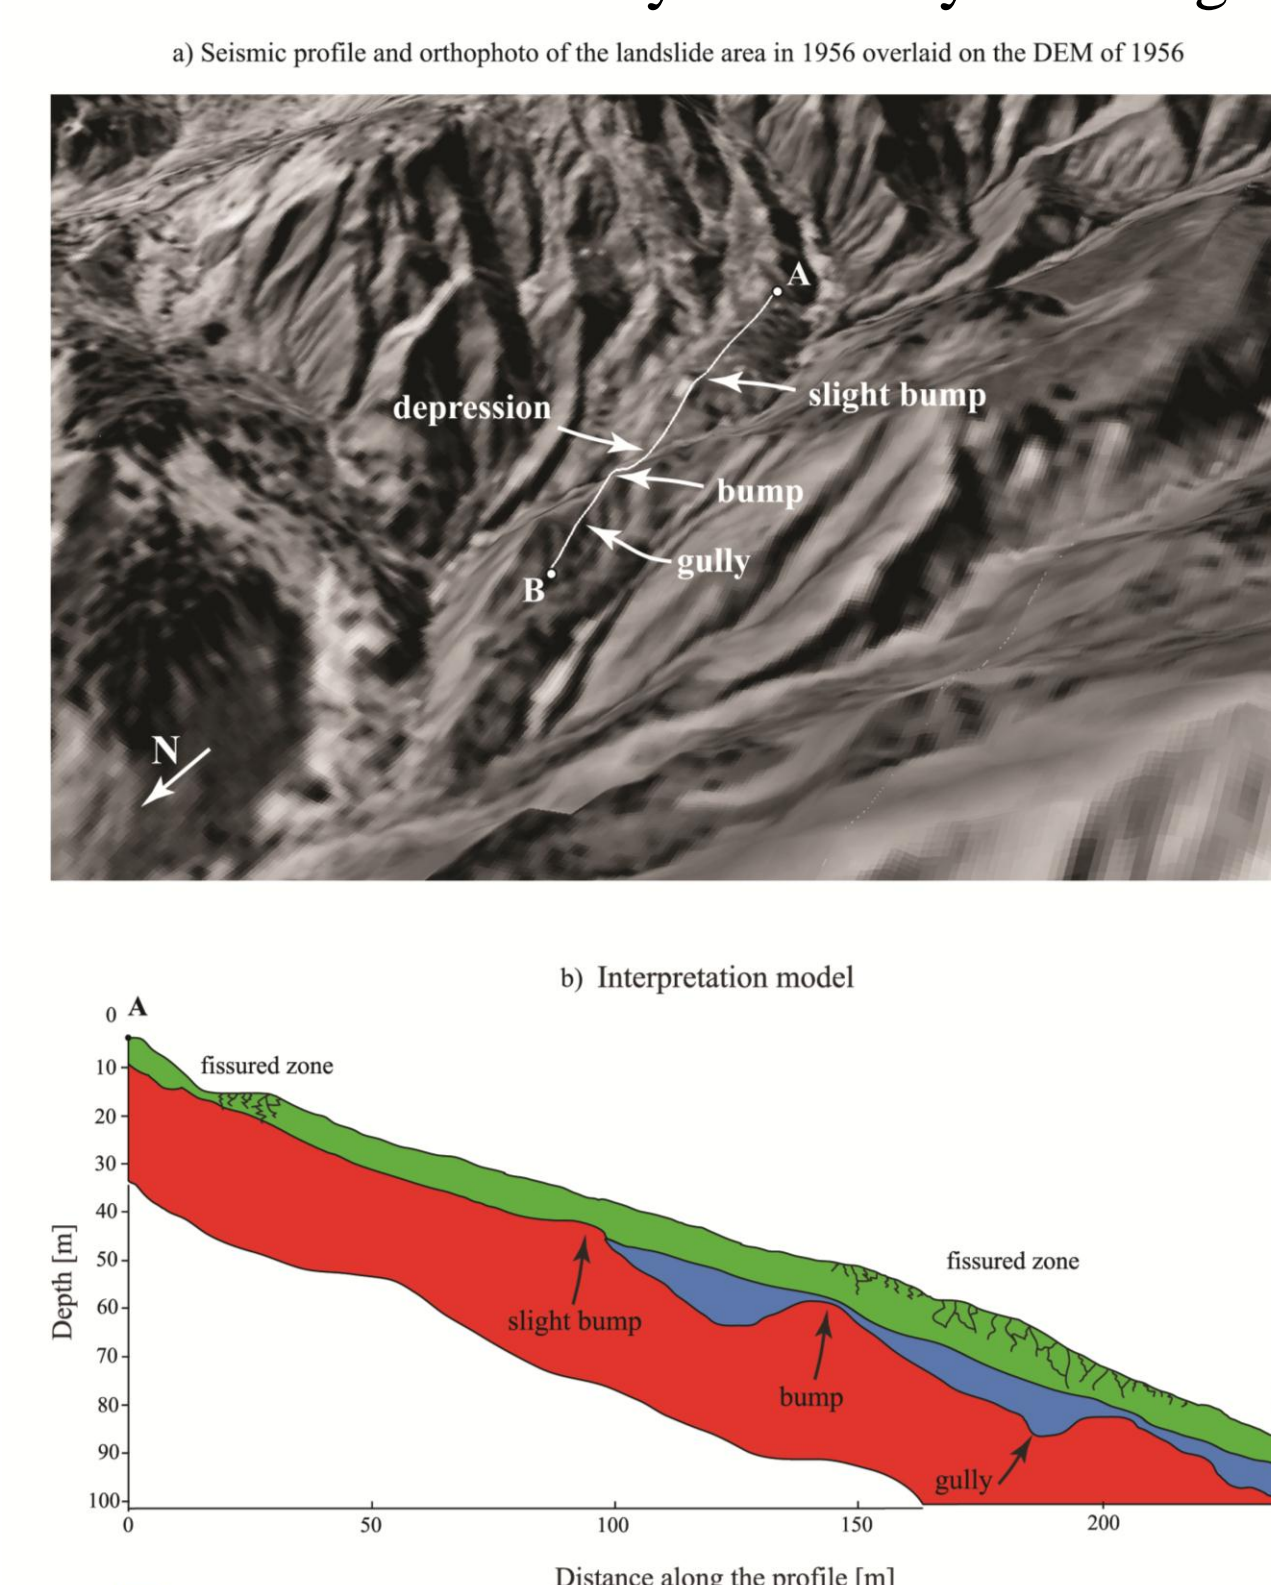 a) Seismic profile and orthophoto of the landslide area in 1956 overlaid on the DEM of 1956
A
depression
slight bump
bump
gully
B
N
b) Interpretation model
0 A
fissured zone
10
20
30
40
50
60
70
80
90
100
Depth [m]
fissured zone
slight bump
bump
gully
0 50 100 150 200
Distance along the profile [m]